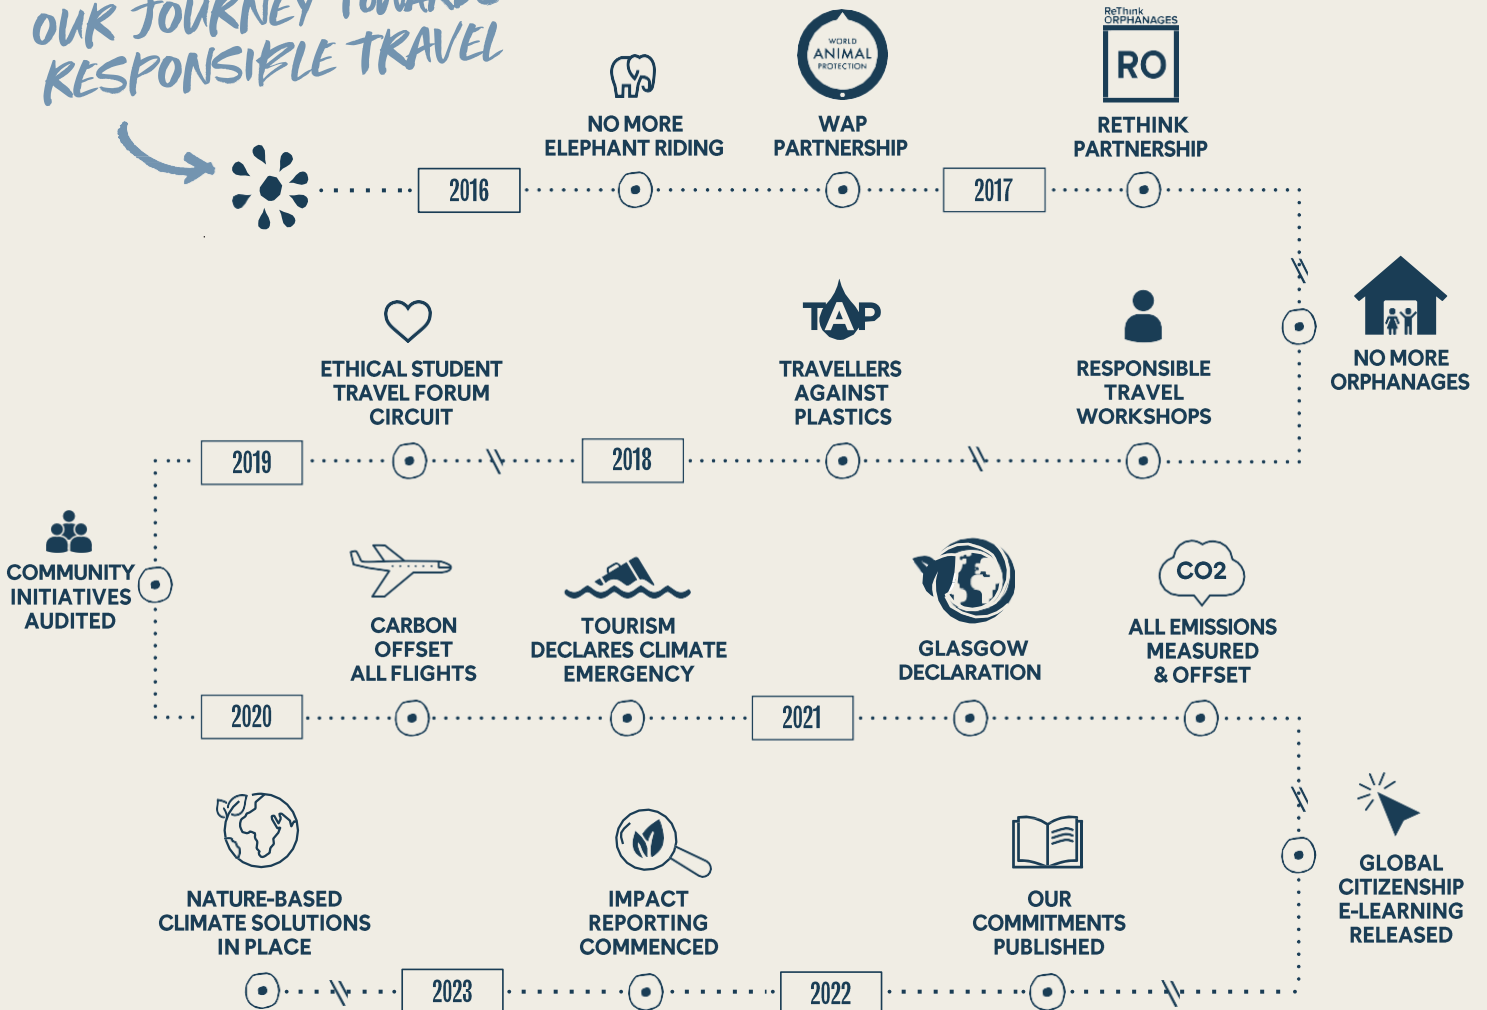 OUR JOURNEY TOWARDS
RESPONSIBLE TRAVEL
2016
NO MORE
ELEPHANT RIDING
WORLD
ANIMAL
PROTECTION
WAP
PARTNERSHIP
2017
ReThink
ORPHANAGES
RO
RETHINK
PARTNERSHIP
NO MORE
ORPHANAGES
RESPONSIBLE
TRAVEL
WORKSHOPS
TAP
TRAVELLERS
AGAINST
PLASTICS
2018
ETHICAL STUDENT
TRAVEL FORUM
CIRCUIT
2019
COMMUNITY
INITIATIVES
AUDITED
2020
CARBON
OFFSET
ALL FLIGHTS
TOURISM
DECLARES CLIMATE
EMERGENCY
2021
GLASGOW
DECLARATION
CO2
ALL EMISSIONS
MEASURED
& OFFSET
GLOBAL
CITIZENSHIP
E-LEARNING
RELEASED
OUR
COMMITMENTS
PUBLISHED
2022
IMPACT
REPORTING
COMMENCED
2023
NATURE-BASED
CLIMATE SOLUTIONS
IN PLACE